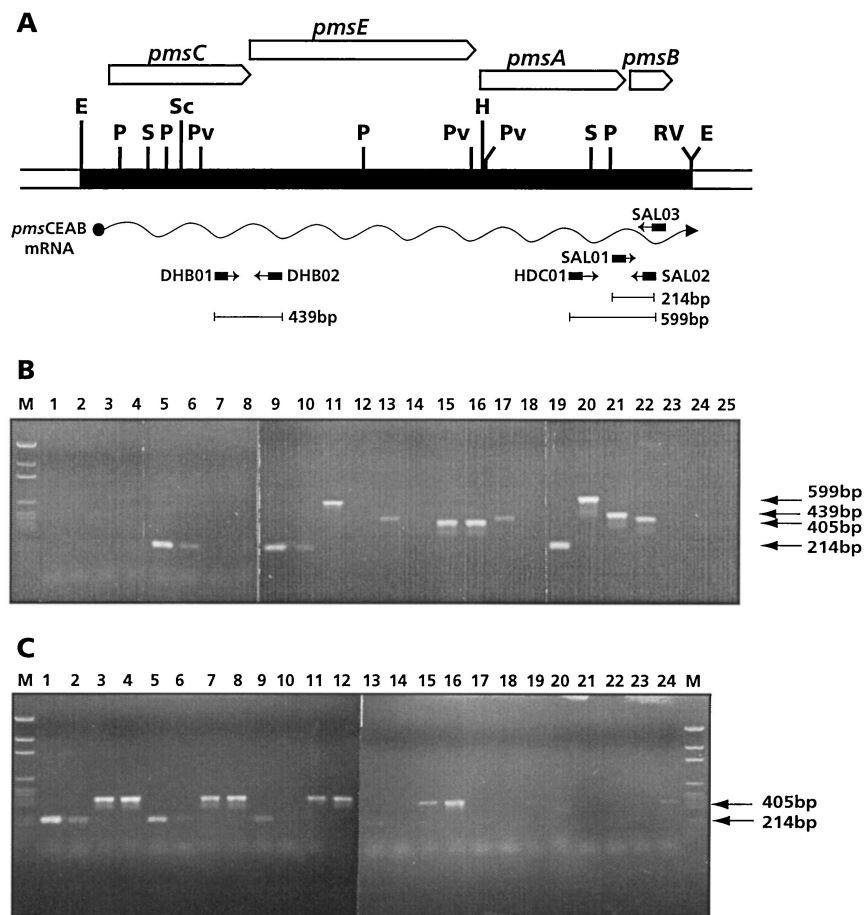 A
pmsC
pmsE
pmsA
pmsB
E P S P Sc Pv P Pv H Pv S P RV E
pmsCEAB
mRNA
SAL03
SAL01
DHB01 DHB02 HDC01 SAL02
214bp
439bp 599bp
B
M 1 2 3 4 5 6 7 8 9 10 11 12 13 14 15 16 17 18 19 20 21 22 23 24 25
599bp
439bp
405bp
214bp
C
M 1 2 3 4 5 6 7 8 9 10 11 12 13 14 15 16 17 18 19 20 21 22 23 24 M
405bp
214bp